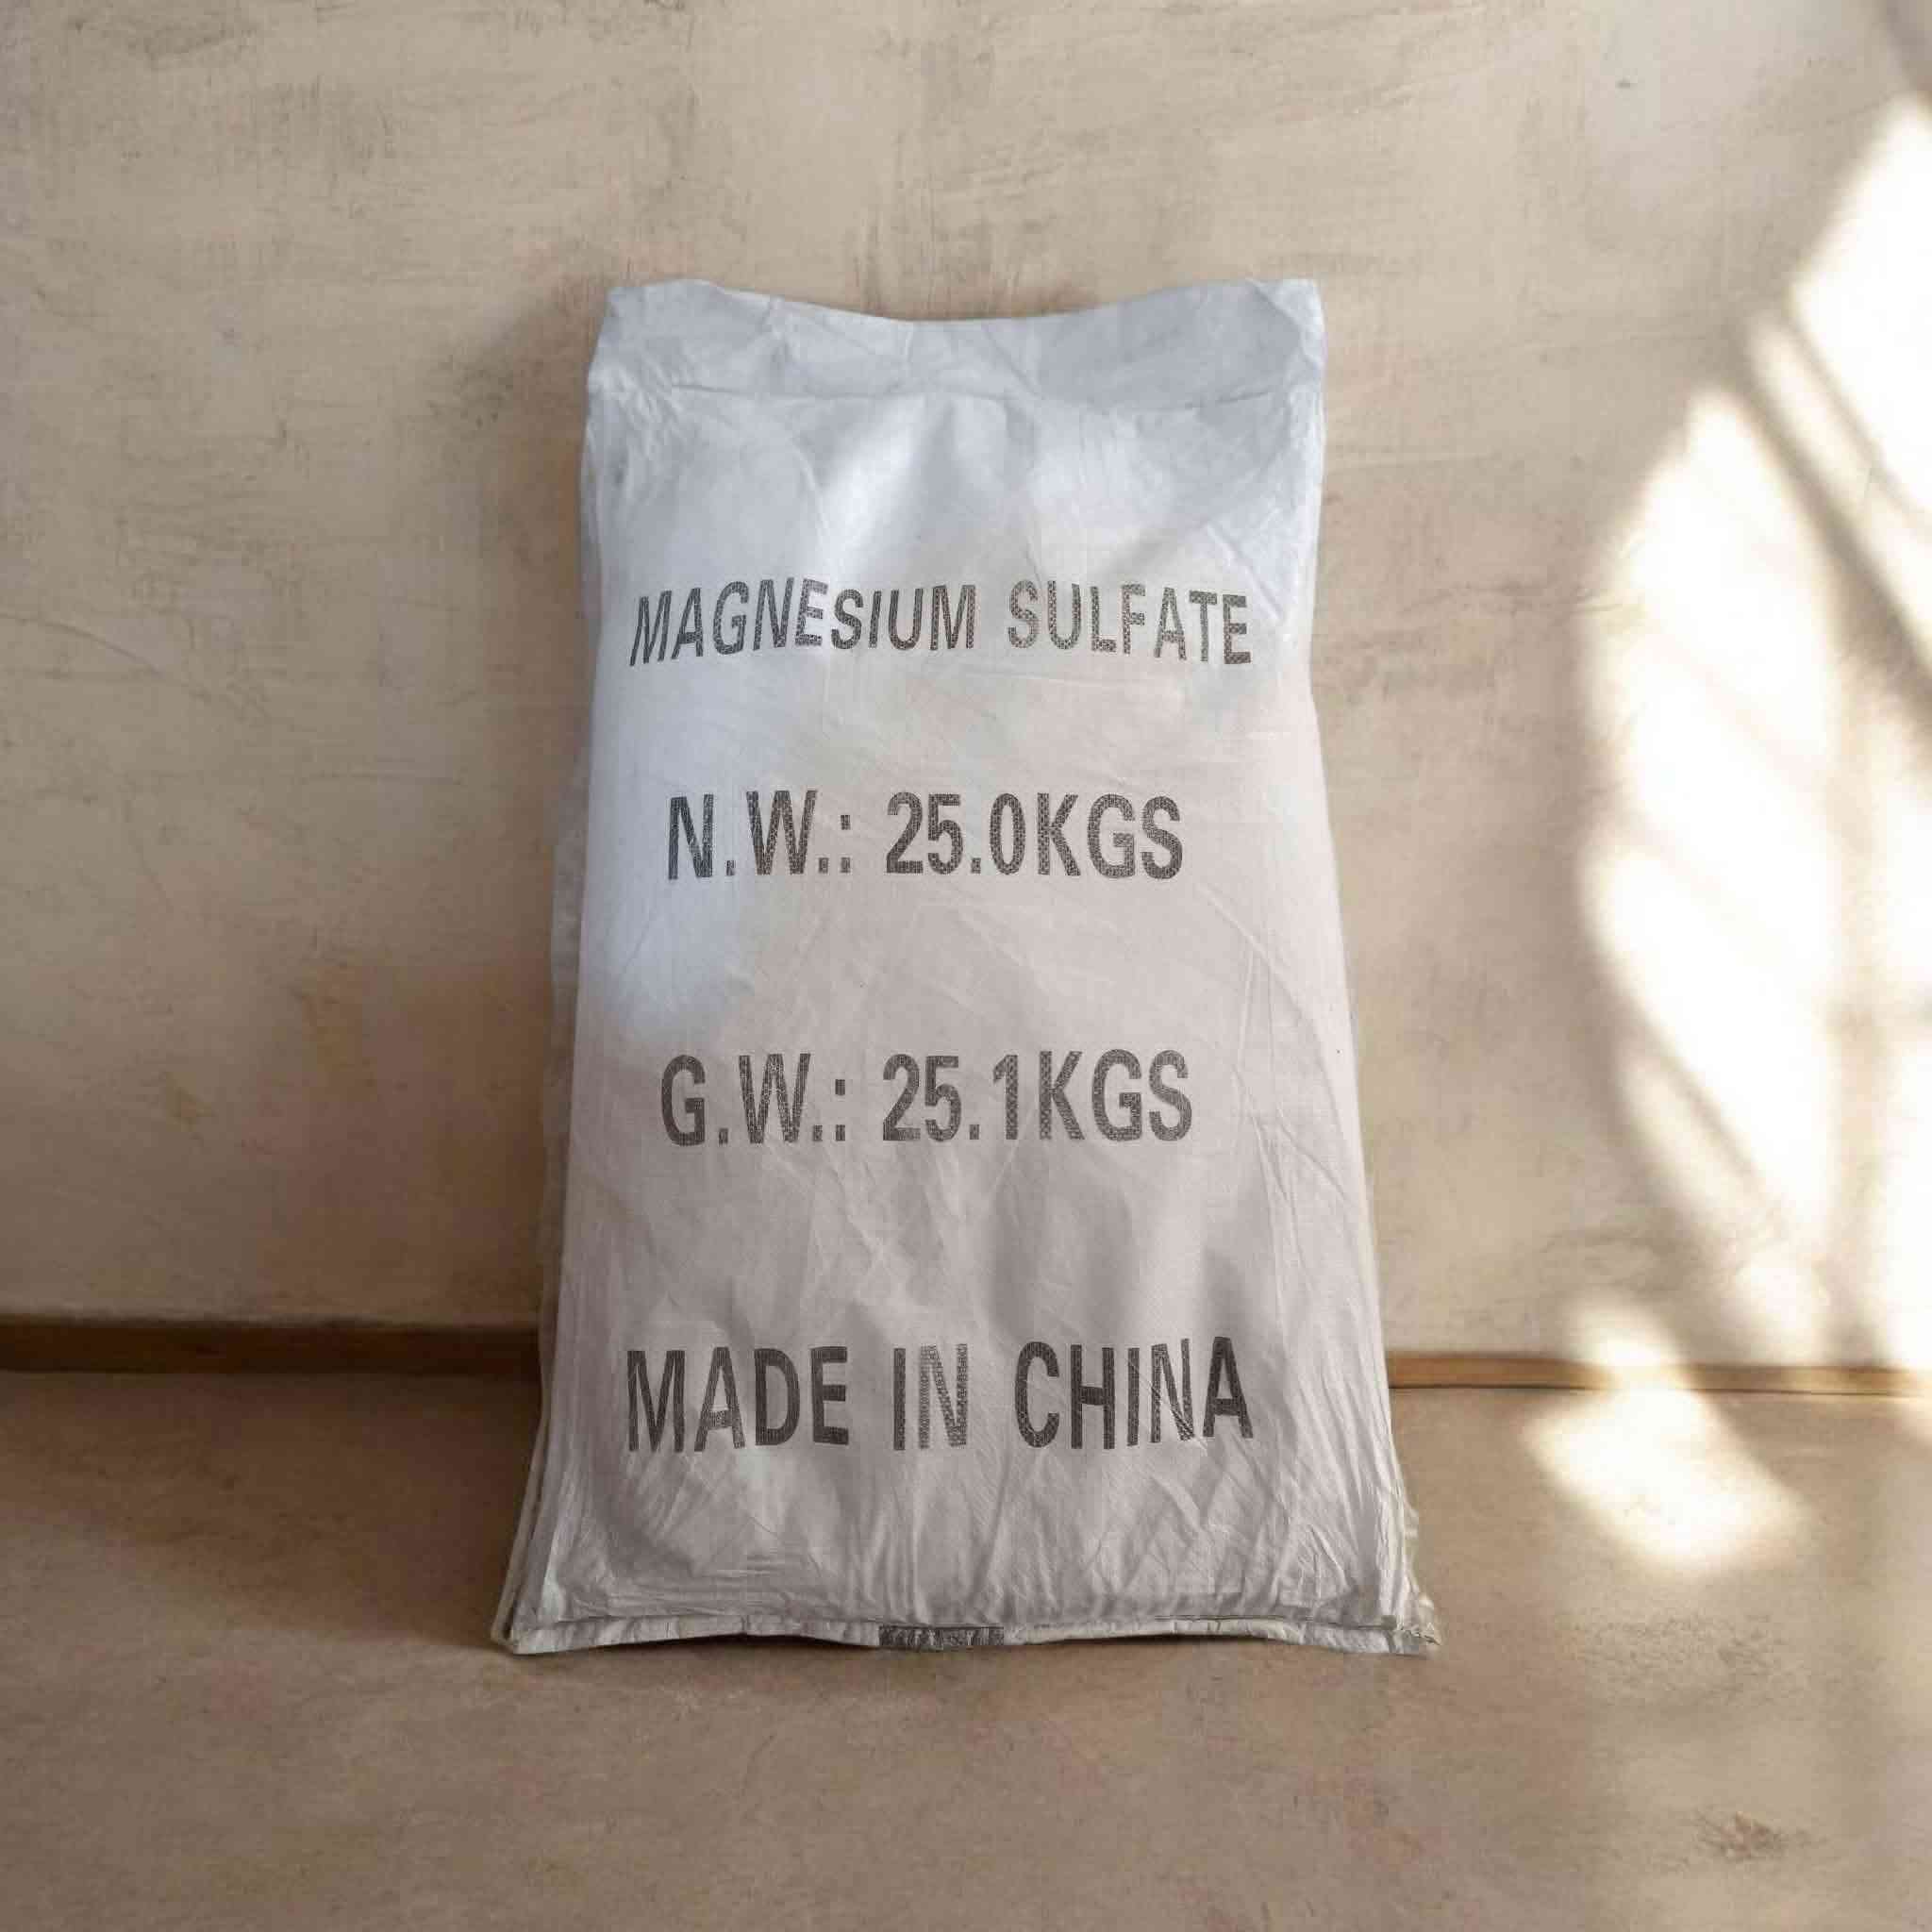 MAGNESIUM SULFATE
N.W.: 25.0KGS
G.W.: 25.1KGS
MADE IN CHINA